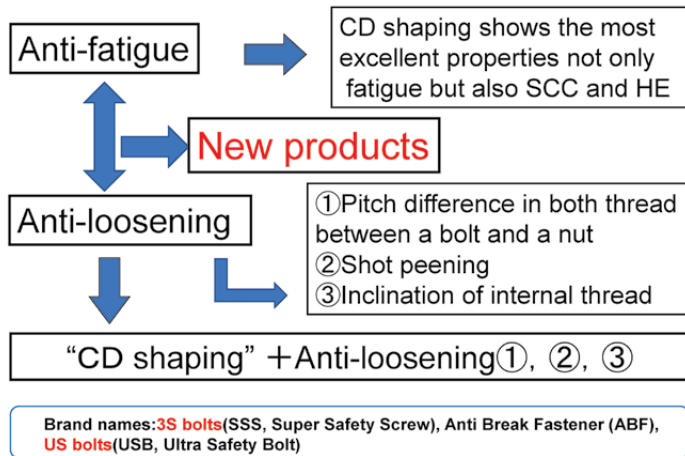 Anti-fatigue
CD shaping shows the most
excellent properties not only
fatigue but also SCC and HE
New products
Anti-loosening
①Pitch difference in both thread
between a bolt and a nut
②Shot peening
③Inclination of internal thread
“CD shaping” ＋Anti-loosening①, ②, ③
Brand names:3S bolts(SSS, Super Safety Screw), Anti Break Fastener (ABF),
US bolts(USB, Ultra Safety Bolt)